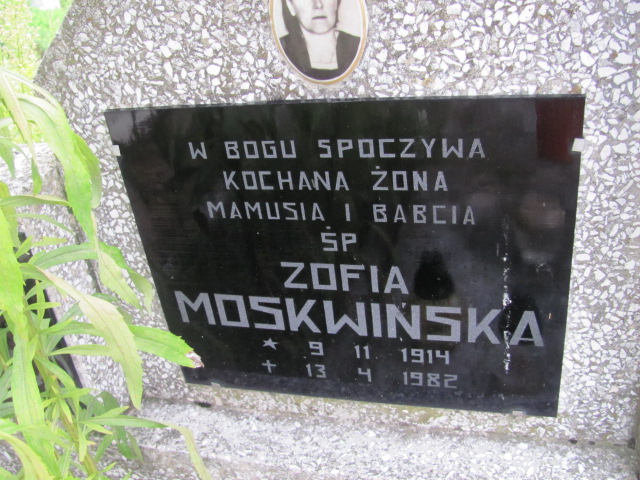 W BOGU SPOCZYWA
KOCHANA ŻONA
MAMUSIA I BABCIA
ŚP
ZOFIA
MOSKWIŃSKA
* 9 11 1914
+ 13 4 1982